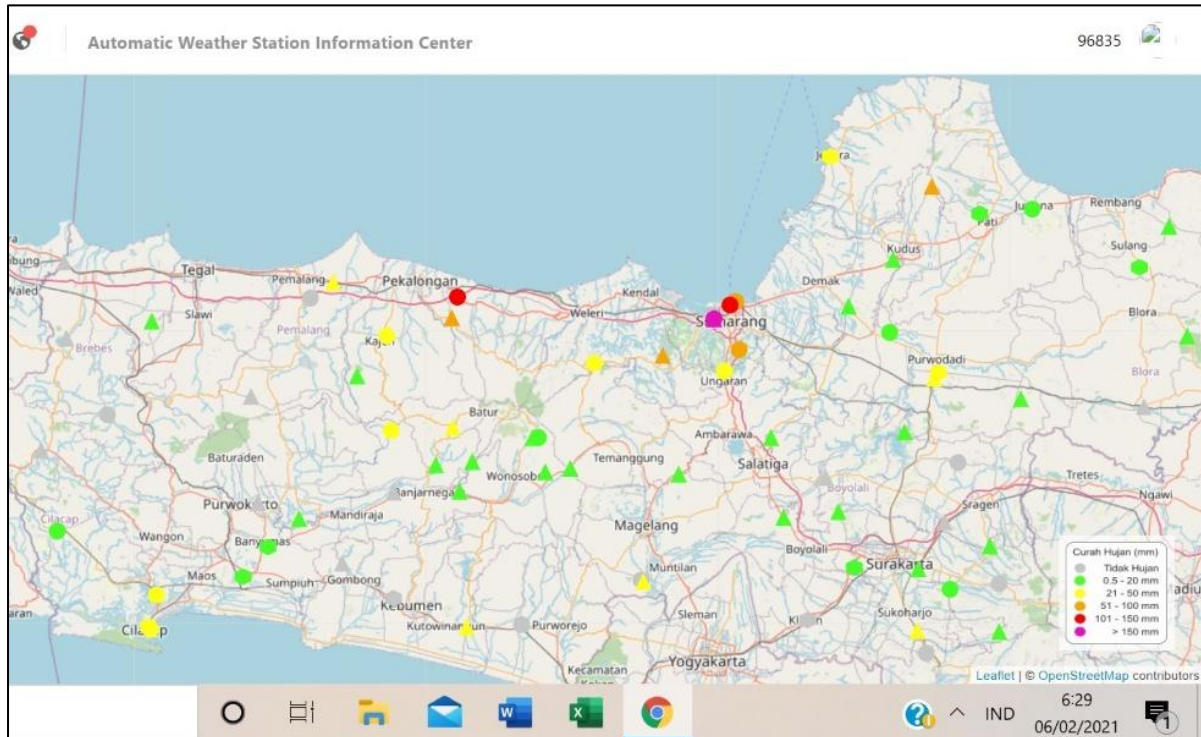 Automatic Weather Station Information Center
96835
Jepara
Rembang
Juwana
Pati
Sulang
Kudus
Tegal
Pemalang
Pekalongan
Kendal
Demak
Waled
Slawi
Weleri
Semarang
Blora
Pemalang
Kajen
Brebes
Purwodadi
Ungaran
Blora
Batur
Ambarawa
Baturaden
Wonosobo
Temanggung
Salatiga
Tretes
Banjarnegara
Boyolali
Ngawi
Purwokerto
Sragen
Cilacap
Mandiraja
Magelang
Wangon
Banyumas
Boyolali
Surakarta
Maos
Sumpiuh
Gombong
Muntilan
Kebumen
Sleman
Sukoharjo
Cilacap
Kutowinangun
Purworejo
Klaten
Yogyakarta
Kecamatan
Curah Hujan (mm)
Tidak Hujan
0.5 - 20 mm
21 - 50 mm
51 - 100 mm
101 - 150 mm
> 150 mm
Leaflet | © OpenStreetMap contributors
IND
6:29
06/02/2021
1